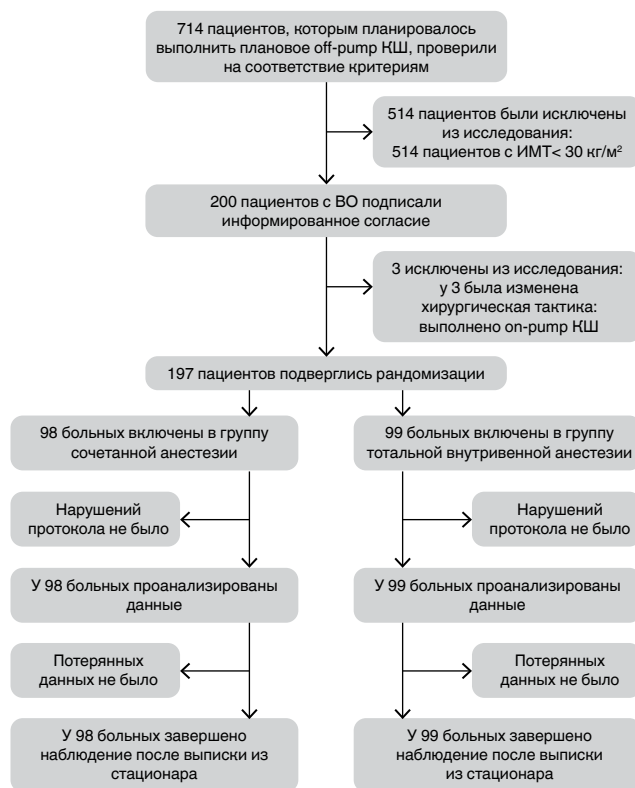 714 пациентов, которым планировалось
выполнить плановое off-pump КШ, проверили
на соответствие критериям
514 пациентов были исключены
из исследования:
514 пациентов с ИМТ< 30 кг/м²
200 пациентов с ВО подписали
информированное согласие
3 исключены из исследования:
у 3 была изменена
хирургическая тактика:
выполнено on-pump КШ
197 пациентов подверглись рандомизации
98 больных включены в группу
сочетанной анестезии
99 больных включены в группу
тотальной внутривенной анестезии
Нарушений
протокола не было
Нарушений
протокола не было
У 98 больных проанализированы
данные
У 99 больных проанализированы
данные
Потерянных
данных не было
Потерянных
данных не было
У 98 больных завершено
наблюдение после выписки из
стационара
У 99 больных завершено
наблюдение после выписки
из стационара